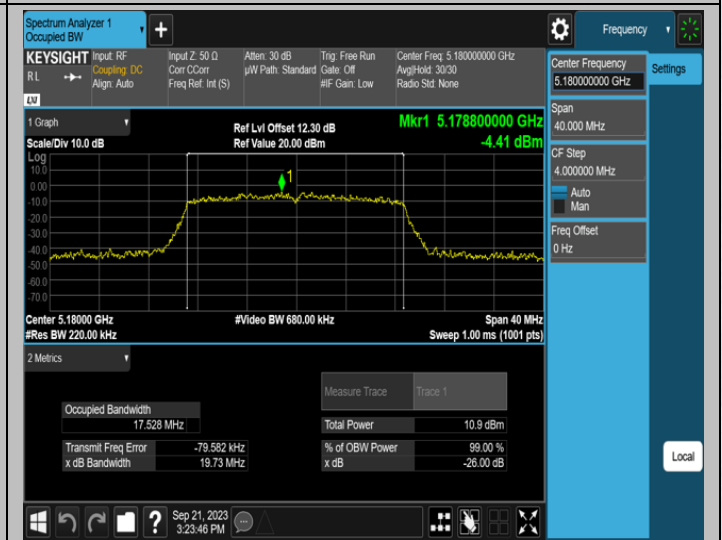 Spectrum Analyzer 1
Occupied BW
+
Frequency
KEYSIGHT
R L
LXI
Input: RF
Coupling: DC
Align: Auto
Input Z: 50 Ω
Corr CCorr
Freq Ref: Int (S)
Atten: 30 dB
µW Path: Standard
Trig: Free Run
Gate: Off
#IF Gain: Low
Center Freq: 5.180000000 GHz
Avg|Hold: 30/30
Radio Std: None
Center Frequency
5.180000000 GHz
Settings
Span
40.000 MHz
CF Step
4.000000 MHz
Auto
Man
Freq Offset
0 Hz
Local
1 Graph
Scale/Div 10.0 dB
Ref Lvl Offset 12.30 dB
Ref Value 20.00 dBm
Mkr1 5.178800000 GHz
-4.41 dBm
Log
10.0
0.00
-10.0
-20.0
-30.0
-40.0
-50.0
-60.0
-70.0
1
Center 5.18000 GHz
#Res BW 220.00 kHz
#Video BW 680.00 kHz
Span 40 MHz
Sweep 1.00 ms (1001 pts)
2 Metrics
Measure Trace
Trace 1
Occupied Bandwidth
17.528 MHz
Total Power
10.9 dBm
Transmit Freq Error
-79.582 kHz
% of OBW Power
99.00 %
x dB Bandwidth
19.73 MHz
x dB
-26.00 dB
?
Sep 21, 2023
3:23:46 PM